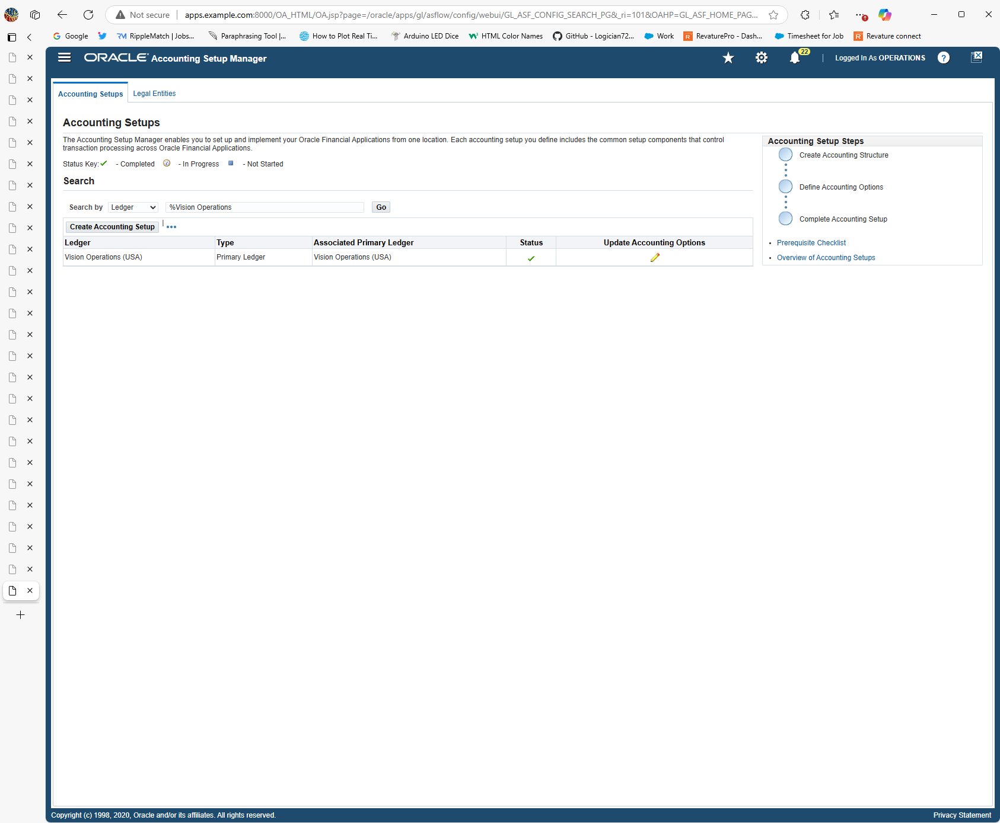 Not secure
apps.example.com:8000/OA_HTML/OA.jsp?page=/oracle/apps/gl/asflow/config/webui/GL_ASF_CONFIG_SEARCH_PG&_ri=101&OAHP=GL_ASF_HOME_PAG...
Google
RippleMatch | Jobs...
Paraphrasing Tool |...
How to Plot Real Ti...
Arduino LED Dice
HTML Color Names
GitHub - Logician72...
Work
RevaturePro - Dash...
Timesheet for Job
Revature connect
ORACLE Accounting Setup Manager
22
Logged In As OPERATIONS
Accounting Setups
Legal Entities
Accounting Setups
The Accounting Setup Manager enables you to set up and implement your Oracle Financial Applications from one location. Each accounting setup you define includes the common setup components that control
transaction processing across Oracle Financial Applications.
Status Key: - Completed - In Progress - Not Started
Search
Search by Ledger %Vision Operations Go
Create Accounting Setup
Ledger Type Associated Primary Ledger Status Update Accounting Options
Vision Operations (USA) Primary Ledger Vision Operations (USA)
Accounting Setup Steps
Create Accounting Structure
Define Accounting Options
Complete Accounting Setup
• Prerequisite Checklist
• Overview of Accounting Setups
Copyright (c) 1998, 2020, Oracle and/or its affiliates. All rights reserved.
Privacy Statement